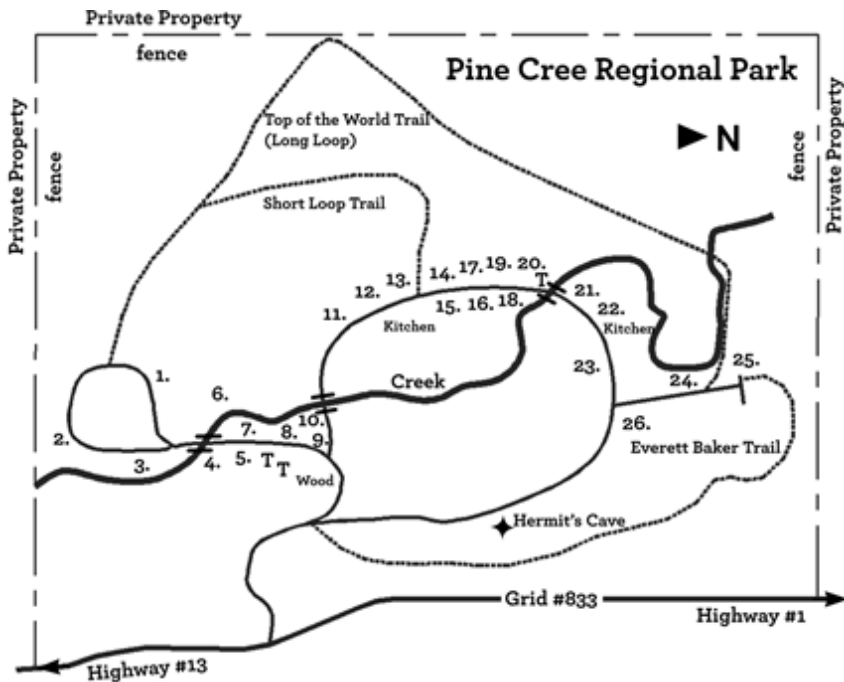 Private Property
fence
Pine Cree Regional Park
N
Private Property
fence
Private Property
fence
Top of the World Trail
(Long Loop)
Short Loop Trail
11.
12.
13.
14.
17.
19.
20.
T
15.
16.
18.
Kitchen
21.
22.
Kitchen
23.
24.
25.
26.
Everett Baker Trail
Creek
1.
2.
3.
4.
5.
6.
7.
8.
9.
10.
T
T
Wood
Hermit's Cave
Grid #833
Highway #1
Highway #13